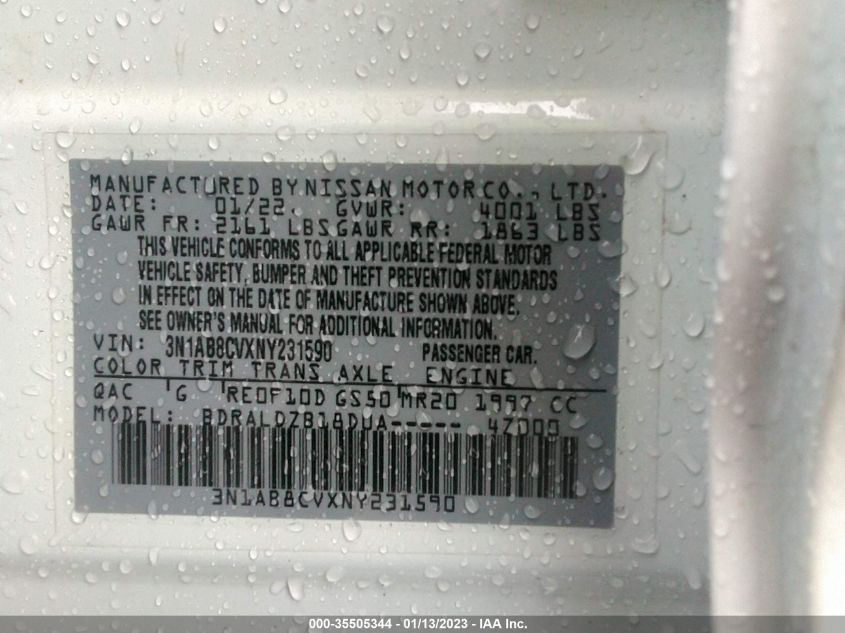 MANUFACTURED BY NISSAN MOTOR CO., LTD.
DATE: 01/22. GVWR: 4001 LBS
GAWR FR: 2161 LBS GAWR RR: 1863 LBS
THIS VEHICLE CONFORMS TO ALL APPLICABLE FEDERAL MOTOR
VEHICLE SAFETY, BUMPER AND THEFT PREVENTION STANDARDS
IN EFFECT ON THE DATE OF MANUFACTURE SHOWN ABOVE.
SEE OWNER'S MANUAL FOR ADDITIONAL INFORMATION.
VIN: 3N1AB8CVXNY231590 PASSENGER CAR.
COLOR TRIM TRANS AXLE ENGINE
QAC G RE0F10D GS50 MR20 1997 CC
MODEL: BDRALDZB18DUA-----
3N1AB8CVXNY231590
000-35505344 - 01/13/2023 - IAA Inc.